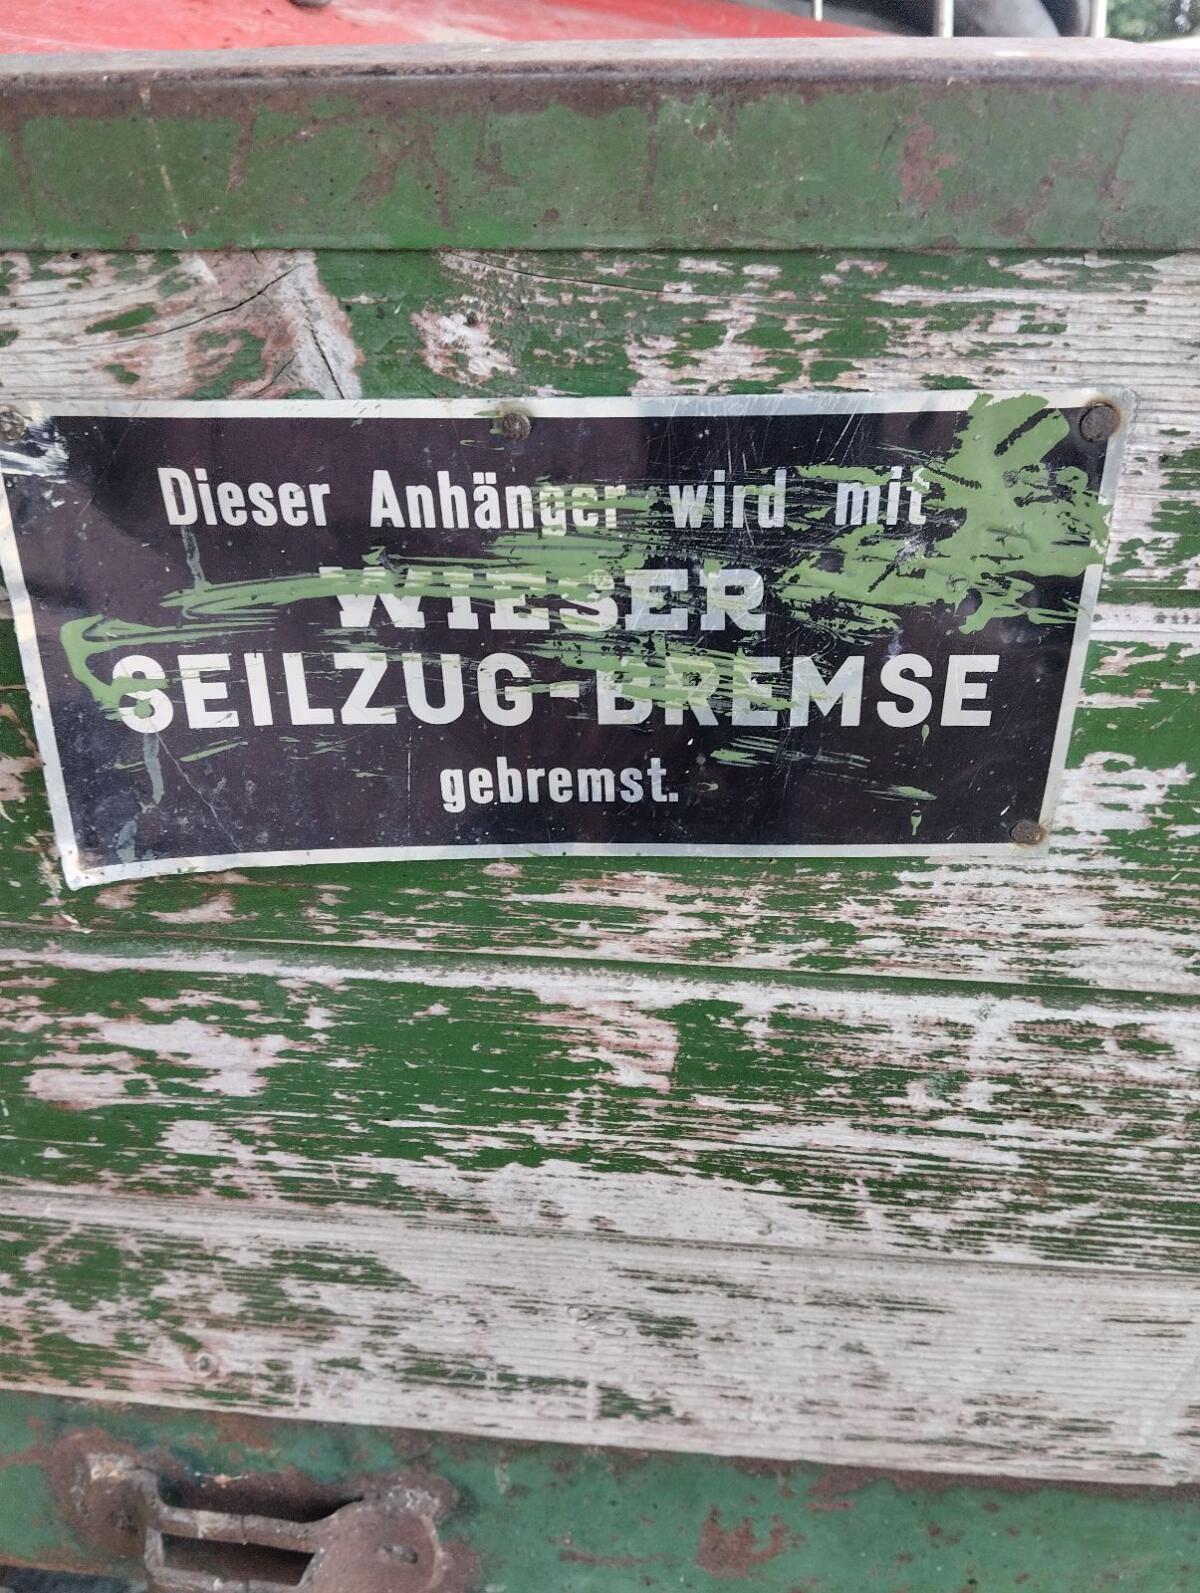 Dieser Anhänger wird mit
WIESER
SEILZUG-BREMSE
gebremst.